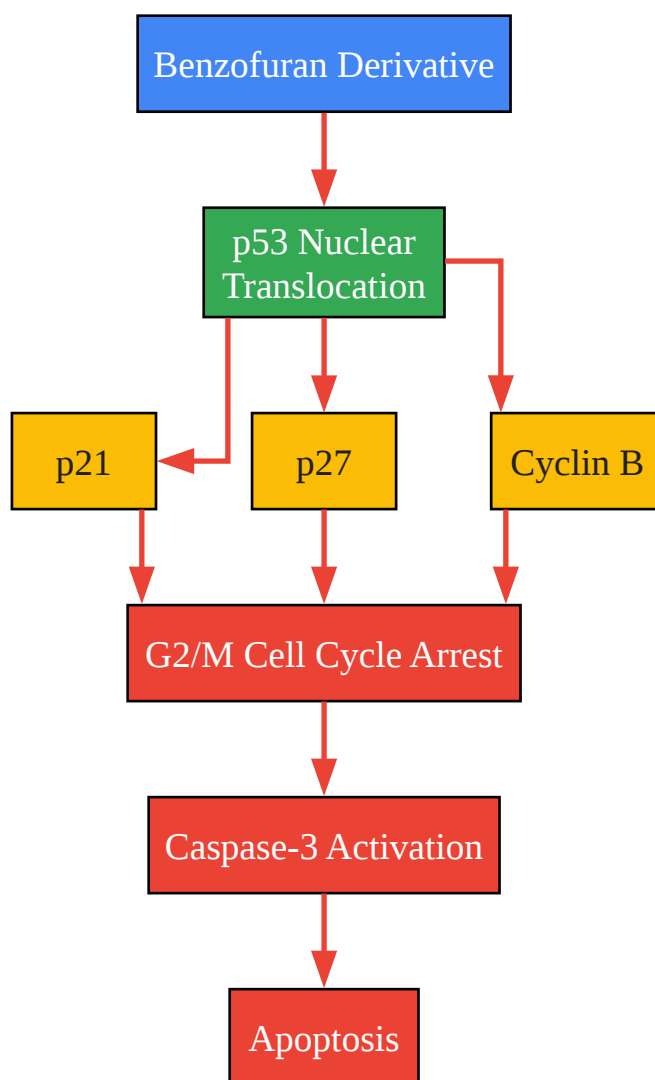 Benzofuran Derivative
p53 Nuclear
Translocation
p21
p27
Cyclin B
G2/M Cell Cycle Arrest
Caspase-3 Activation
Apoptosis